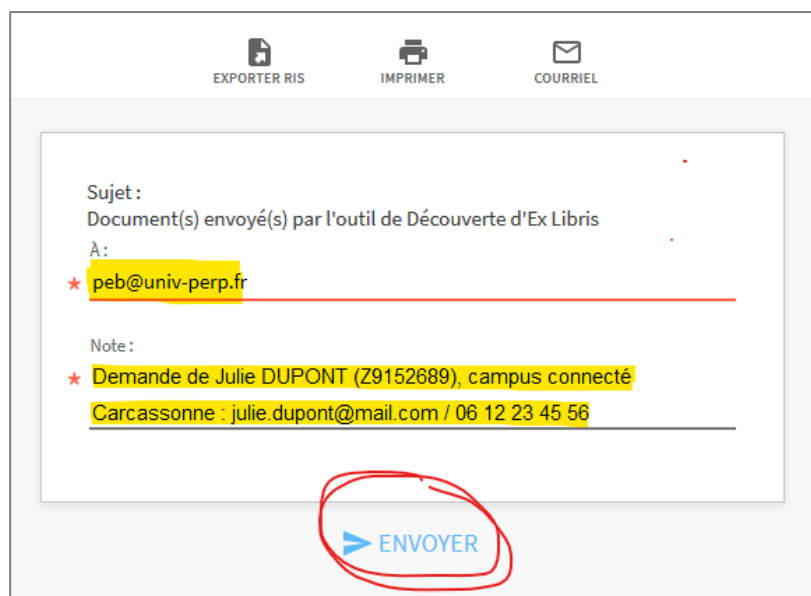 EXPORTER RIS IMPRIMER COURRIEL
Sujet :
Document(s) envoyé(s) par l'outil de Découverte d'Ex Libris
À :
* peb@univ-perp.fr
Note :
* Demande de Julie DUPONT (Z9152689), campus connecté
Carcassonne : julie.dupont@mail.com / 06 12 23 45 56
ENVOYER